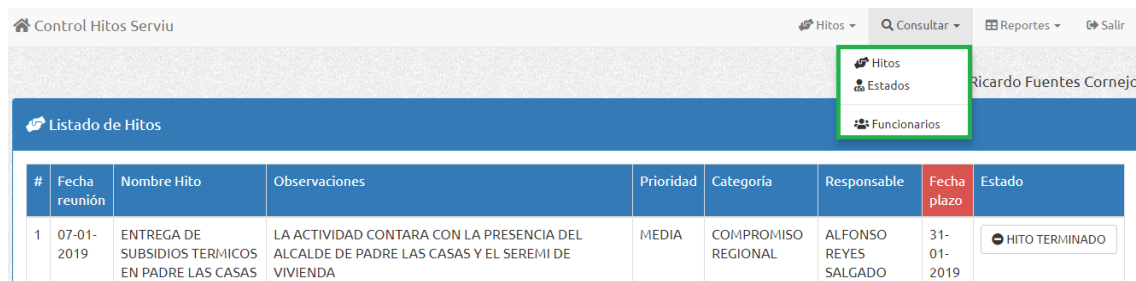 Control Hitos Serviu
Hitos
Consultar
Reportes
Salir
Hitos
Estados
Funcionarios
Ricardo Fuentes Cornejo
Listado de Hitos
# Fecha reunión Nombre Hito Observaciones Prioridad Categoría Responsable Fecha plazo Estado
1 07-01-2019 ENTREGA DE SUBSIDIOS TERMICOS EN PADRE LAS CASAS LA ACTIVIDAD CONTARA CON LA PRESENCIA DEL ALCALDE DE PADRE LAS CASAS Y EL SEREMI DE VIVIENDA MEDIA COMPROMISO REGIONAL ALFONSO REYES SALGADO 31-01-2019 HITO TERMINADO